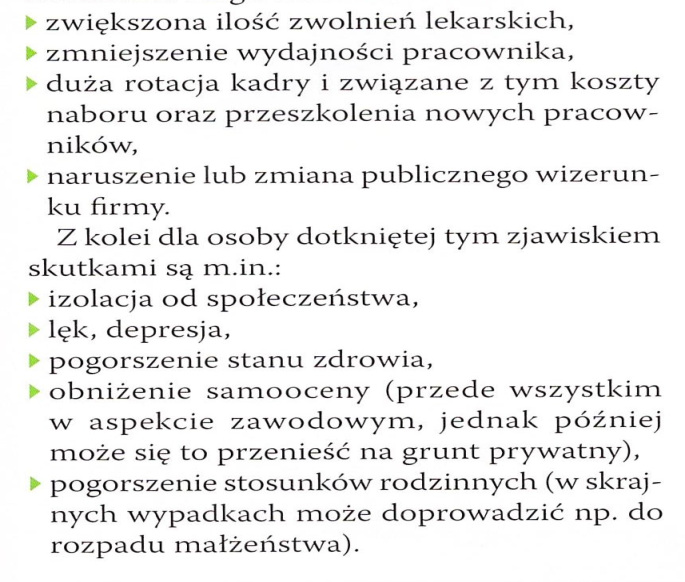 ▶ zwiększona ilość zwolnień lekarskich,
▶ zmniejszenie wydajności pracownika,
▶ duża rotacja kadry i związane z tym koszty
naboru oraz przeszkolenia nowych pracow-
ników,
▶ naruszenie lub zmiana publicznego wizerun-
ku firmy.
Z kolei dla osoby dotkniętej tym zjawiskiem
skutkami są m.in.:
▶ izolacja od społeczeństwa,
▶ lęk, depresja,
▶ pogorszenie stanu zdrowia,
▶ obniżenie samooceny (przede wszystkim
w aspekcie zawodowym, jednak później
może się to przenieść na grunt prywatny),
▶ pogorszenie stosunków rodzinnych (w skraj-
nych wypadkach może doprowadzić np. do
rozpadu małżeństwa).